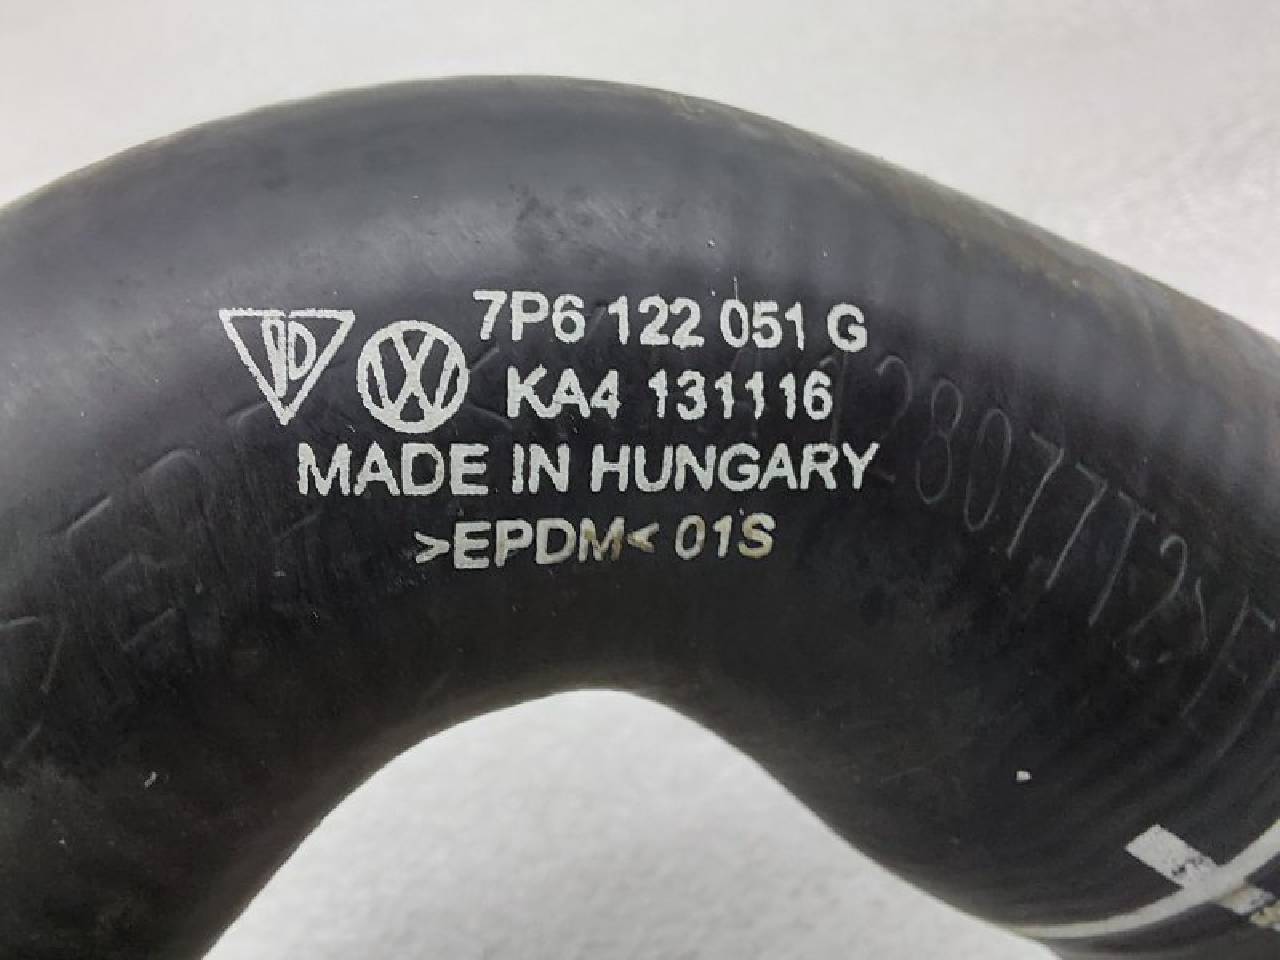 7P6 122 051 G
KA4 131116
MADE IN HUNGARY
>EPDM< 01S